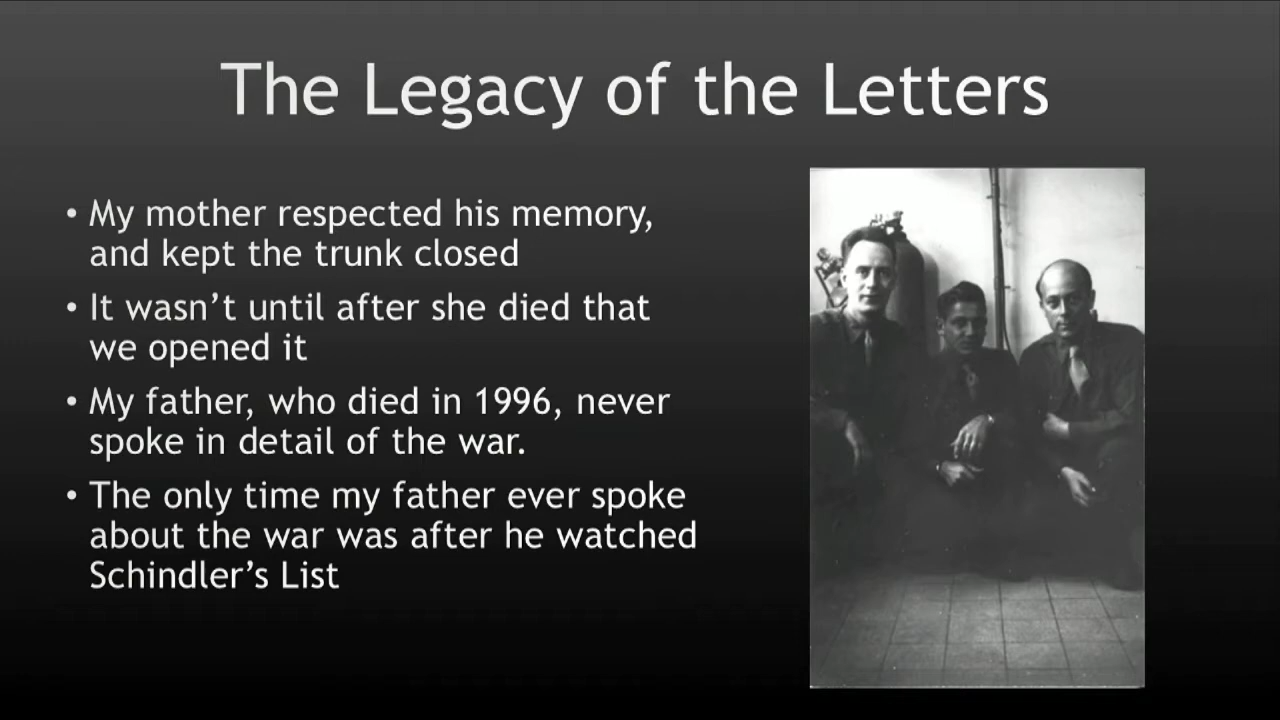 The Legacy of the Letters
• My mother respected his memory,
and kept the trunk closed
• It wasn’t until after she died that
we opened it
• My father, who died in 1996, never
spoke in detail of the war.
• The only time my father ever spoke
about the war was after he watched
Schindler’s List